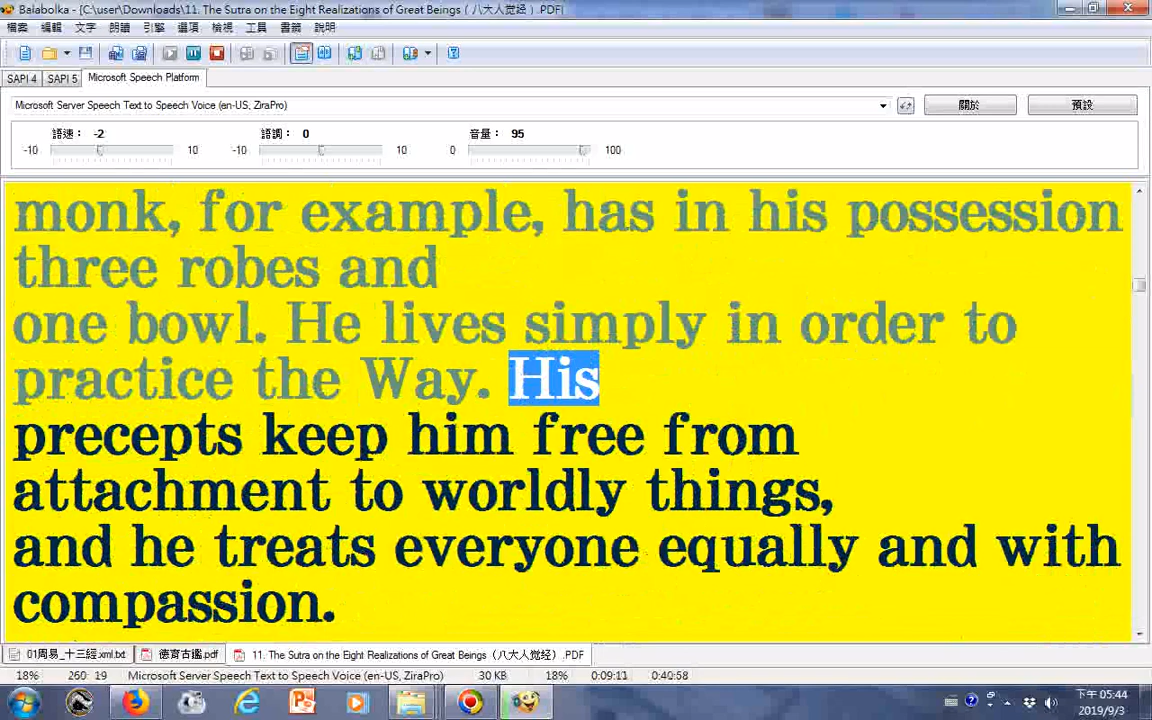 Balabolka - [C:\user\Downloads\11. The Sutra on the Eight Realizations of Great Beings（八大人觉经）.PDF]
檔案 編輯 文字 朗讀 引擎 選項 檢視 工具 書籤 說明
SAPI 4 SAPI 5 Microsoft Speech Platform
Microsoft Server Speech Text to Speech Voice (en-US, ZiraPro) 關於 預設
語速： -2 語調： 0 音量： 95
-10 10 -10 10 0 100
monk, for example, has in his possession
three robes and
one bowl. He lives simply in order to
practice the Way. His
precepts keep him free from
attachment to worldly things,
and he treats everyone equally and with
compassion.
01周易_十三經.xml.txt 德育古鑑.pdf 11. The Sutra on the Eight Realizations of Great Beings（八大人觉经）.PDF
18% 260 19 Microsoft Server Speech Text to Speech Voice (en-US, ZiraPro) 18% 30 KB 0:09:11 0:40:58
下午 05:44
2019/9/3